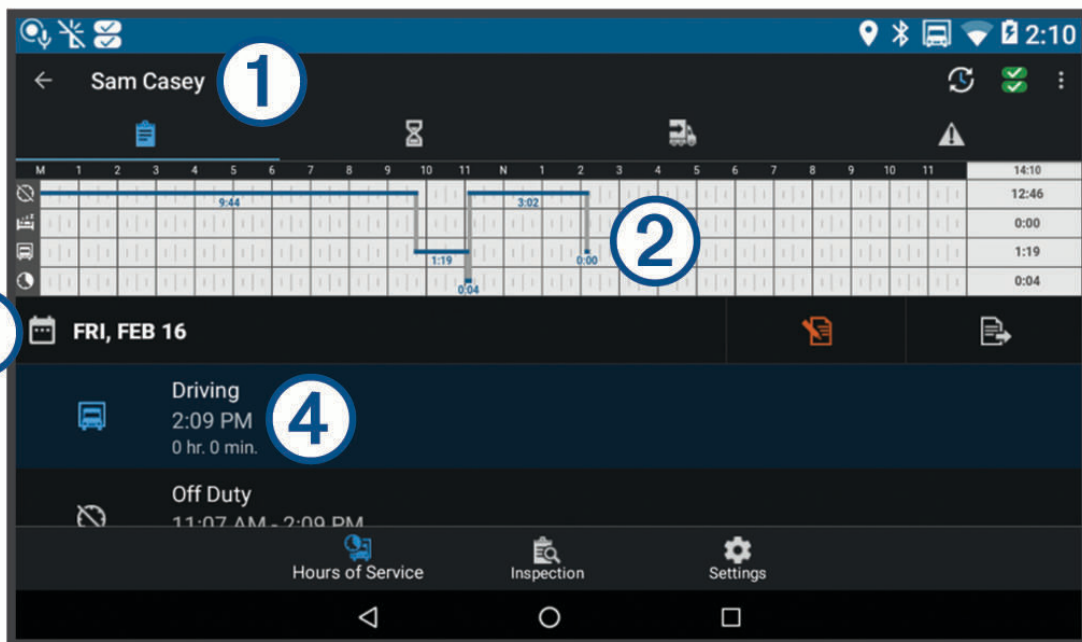 2:10
Sam Casey
1
M 1 2 3 4 5 6 7 8 9 10 11 N 1 2 3 4 5 6 7 8 9 10 11 14:10
9:44 3:02 12:46
0:00
1:19 0:00 1:19
0:04 0:04
2
FRI, FEB 16
Driving
2:09 PM
0 hr. 0 min.
4
Off Duty
11:07 AM - 2:09 PM
Hours of Service Inspection Settings